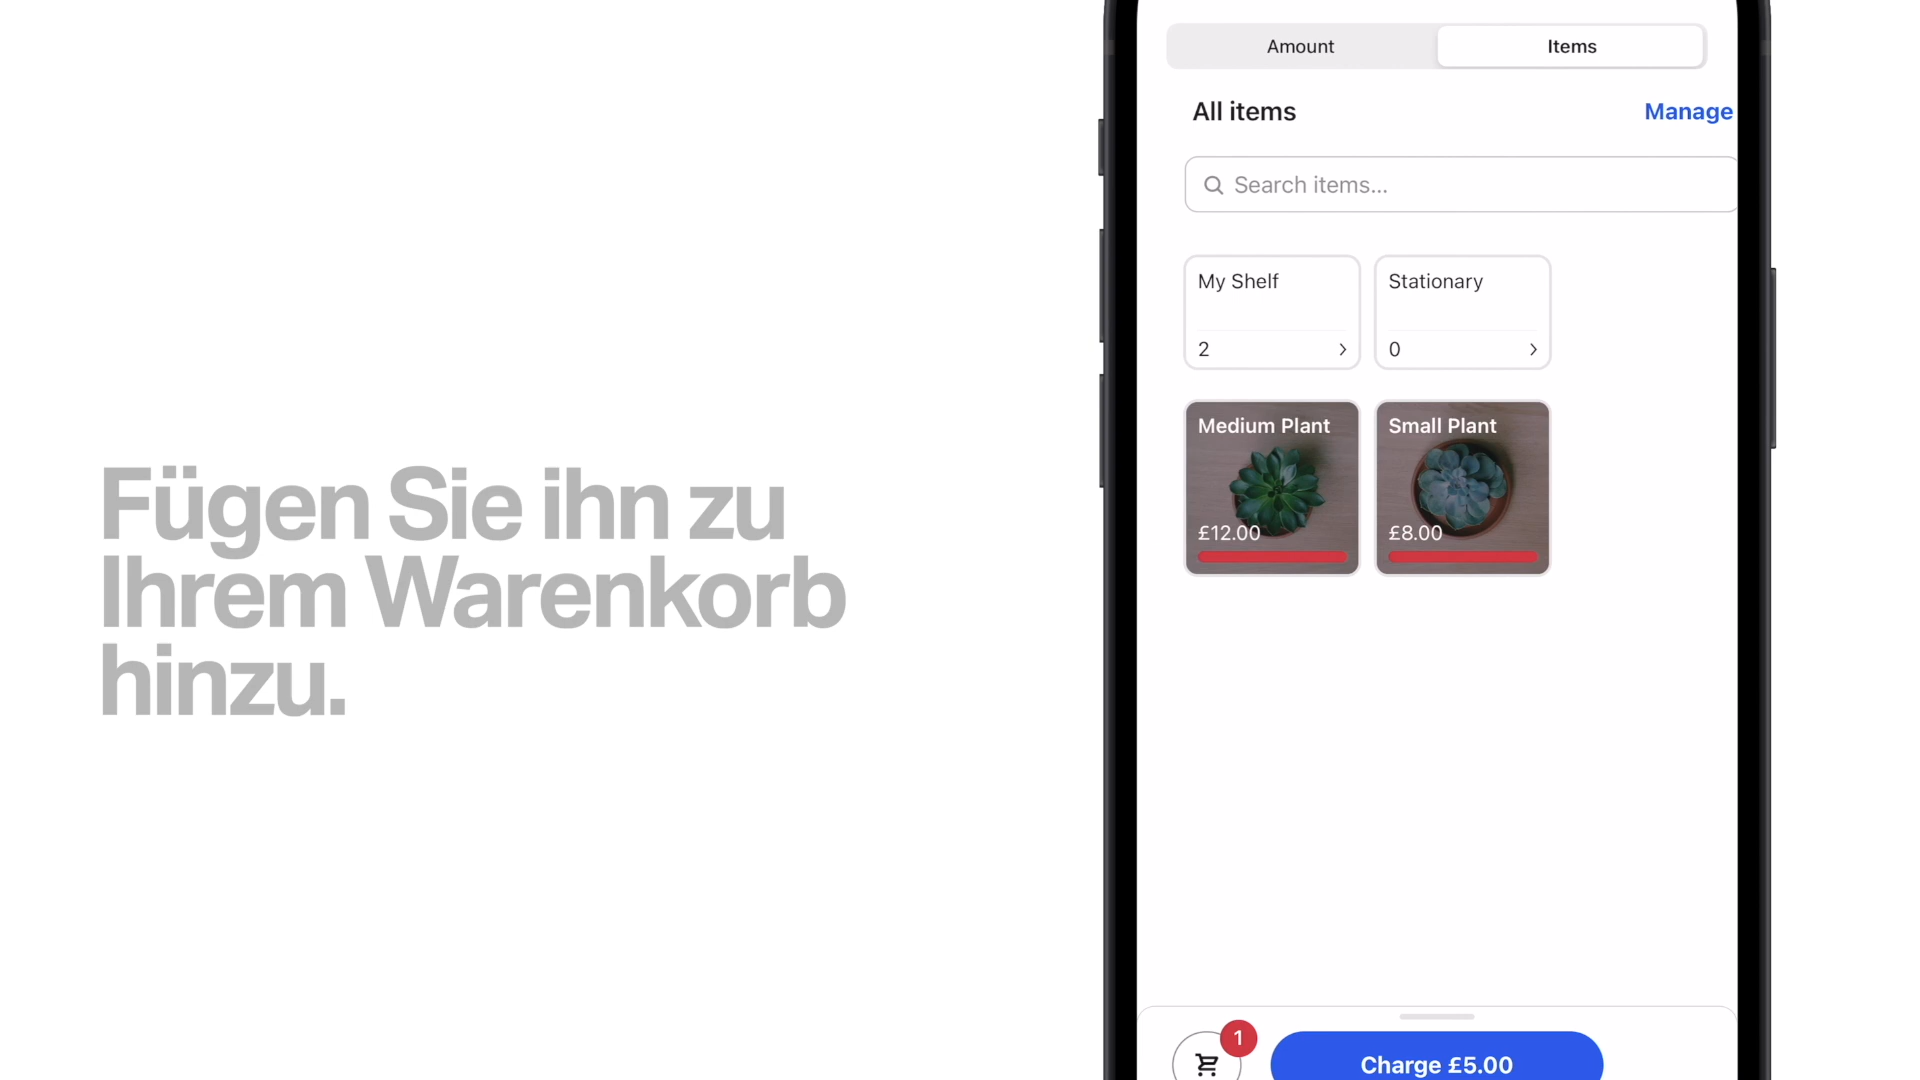 Fügen Sie ihn zu
Ihrem Warenkorb
hinzu.
Amount
Items
All items
Manage
Search items...
My Shelf
Stationary
2
0
Medium Plant
Small Plant
£12.00
£8.00
1
Charge £5.00